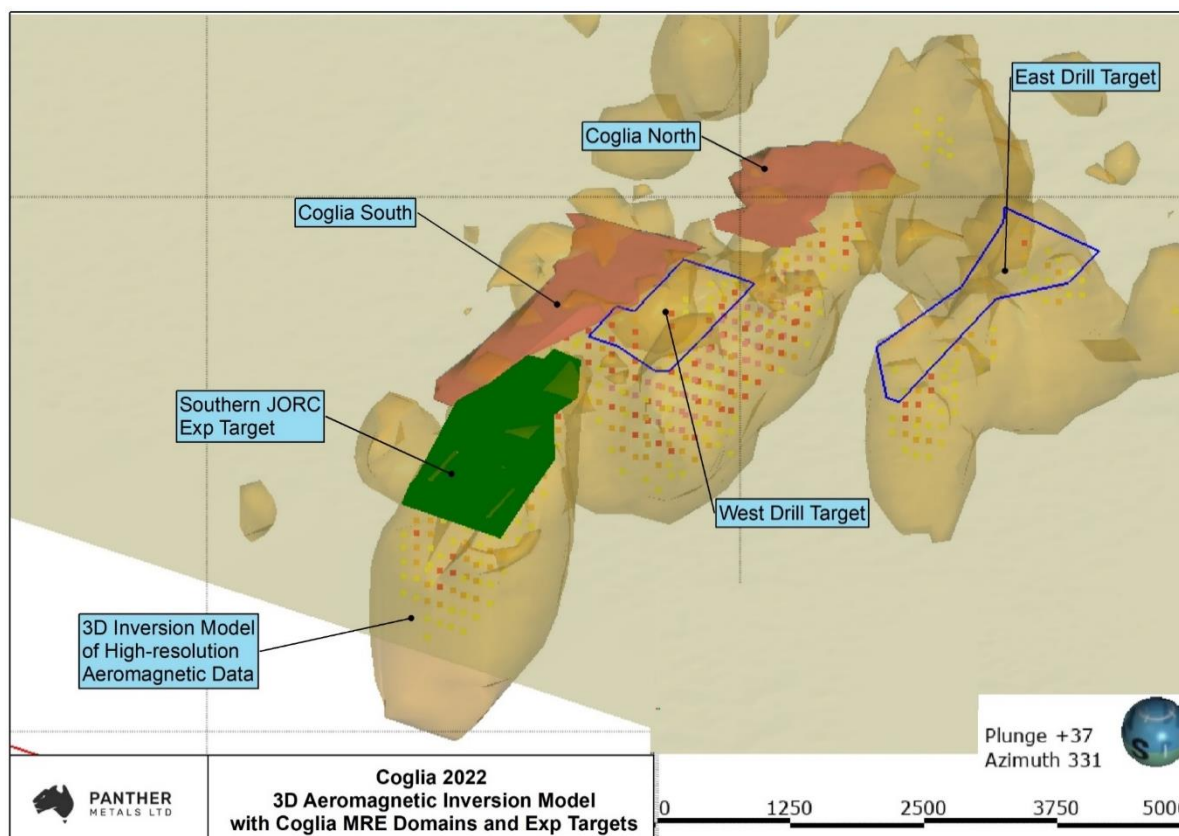 East Drill Target
Coglia North
Coglia South
Southern JORC
Exp Target
West Drill Target
3D Inversion Model
of High-resolution
Aeromagnetic Data
Plunge +37
Azimuth 331
S
PANTHER
METALS LTD
Coglia 2022
3D Aeromagnetic Inversion Model
with Coglia MRE Domains and Exp Targets
0 1250 2500 3750 5000